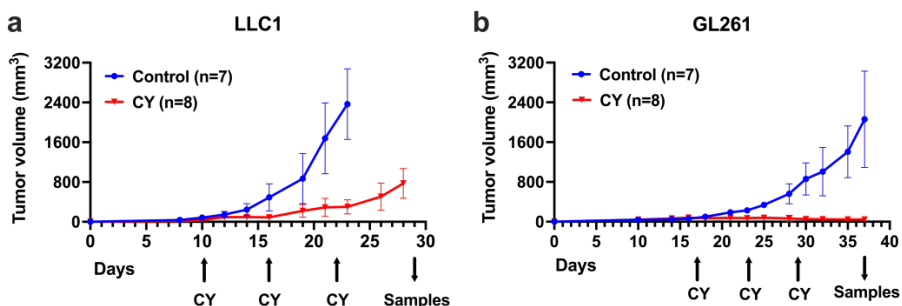 a
LLC1
Tumor volume (mm³)
3200
2400
1600
800
0
Control (n=7)
CY (n=8)
0 10 20 30
Days
CY CY CY Samples
b
GL261
Tumor volume (mm³)
3200
2400
1600
800
0
Control (n=7)
CY (n=8)
0 5 10 15 20 25 30 35 40
Days
CY CY CY Samples